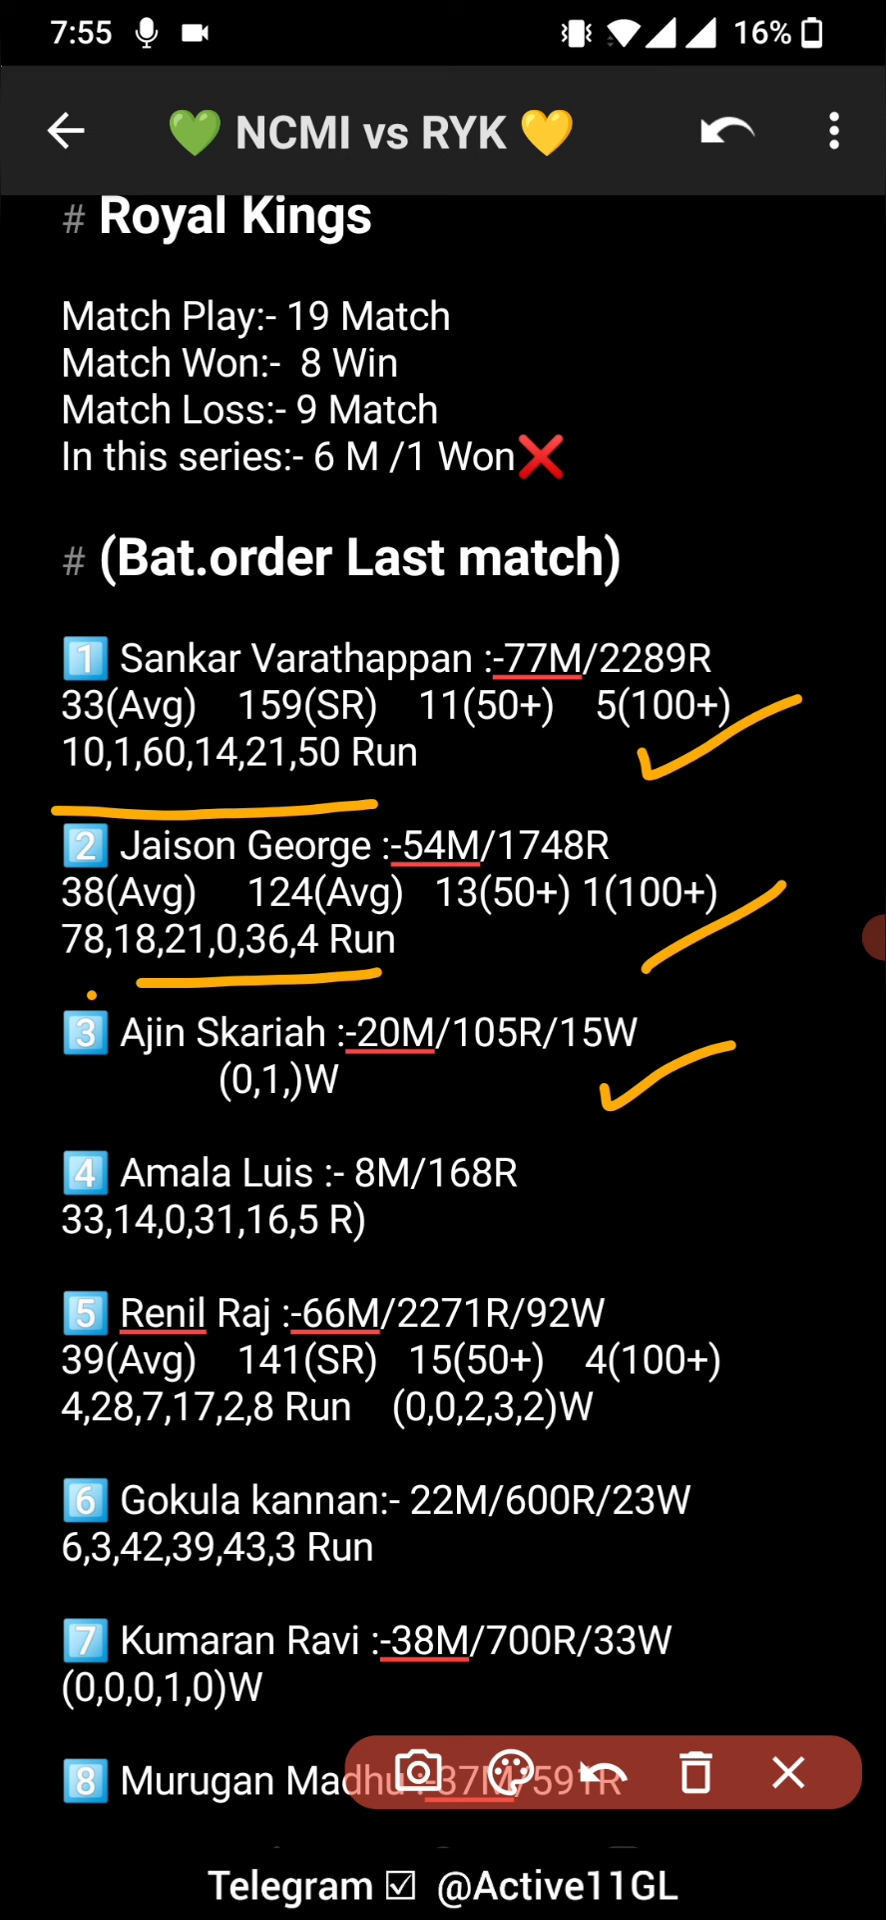 7:55 16%
💚 NCMI vs RYK 💛
# Royal Kings
Match Play:- 19 Match
Match Won:-  8 Win
Match Loss:- 9 Match
In this series:- 6 M /1 Won❌
# (Bat.order Last match)
1️⃣ Sankar Varathappan :-77M/2289R
33(Avg) 159(SR) 11(50+) 5(100+)
10,1,60,14,21,50 Run
2️⃣ Jaison George :-54M/1748R
38(Avg) 124(Avg) 13(50+) 1(100+)
78,18,21,0,36,4 Run
3️⃣ Ajin Skariah :-20M/105R/15W
(0,1,)W
4️⃣ Amala Luis :- 8M/168R
33,14,0,31,16,5 R)
5️⃣ Renil Raj :-66M/2271R/92W
39(Avg) 141(SR) 15(50+) 4(100+)
4,28,7,17,2,8 Run (0,0,2,3,2)W
6️⃣ Gokula kannan:- 22M/600R/23W
6,3,42,39,43,3 Run
7️⃣ Kumaran Ravi :-38M/700R/33W
(0,0,0,1,0)W
8️⃣ Murugan Madhu :-37M/591R
Telegram ☑ @Active11GL